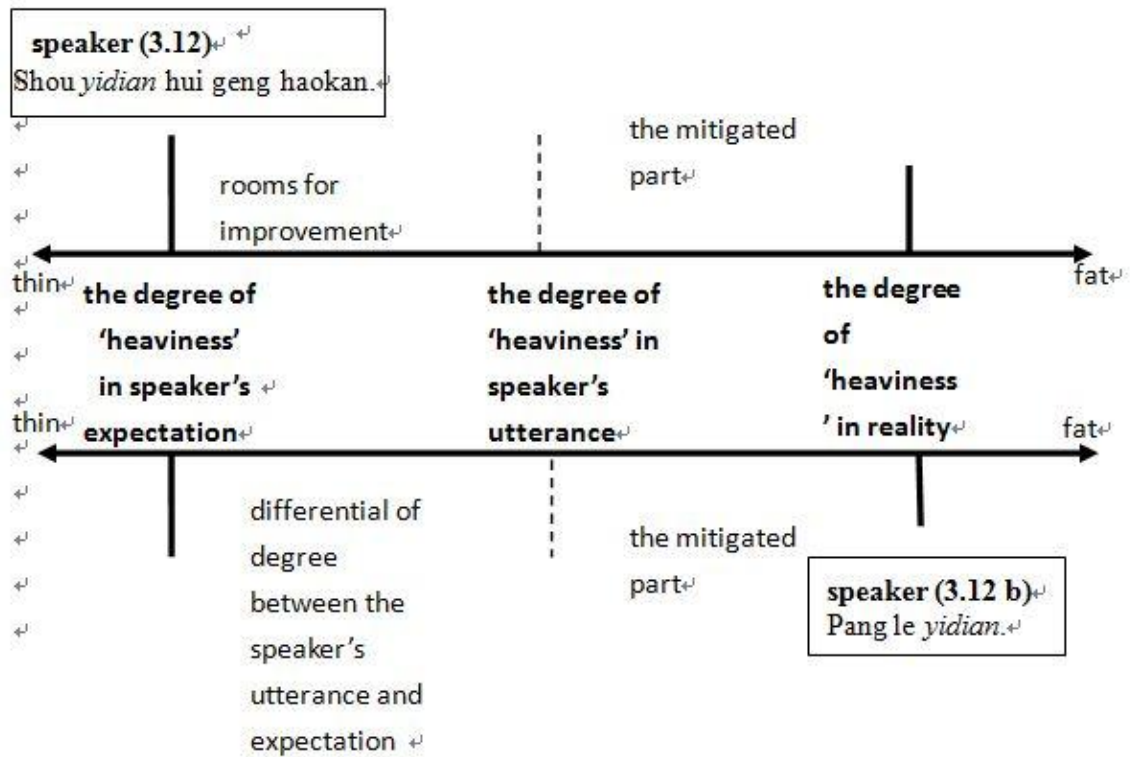 speaker (3.12)
Shou yidian hui geng haokan.
the mitigated
part
rooms for
improvement
thin
fat
the degree of
‘heaviness’
in speaker’s
expectation
the degree of
‘heaviness’ in
speaker’s
utterance
the degree
of
‘heaviness
’ in reality
thin
fat
differential of
degree
between the
speaker’s
utterance and
expectation
the mitigated
part
speaker (3.12 b)
Pang le yidian.